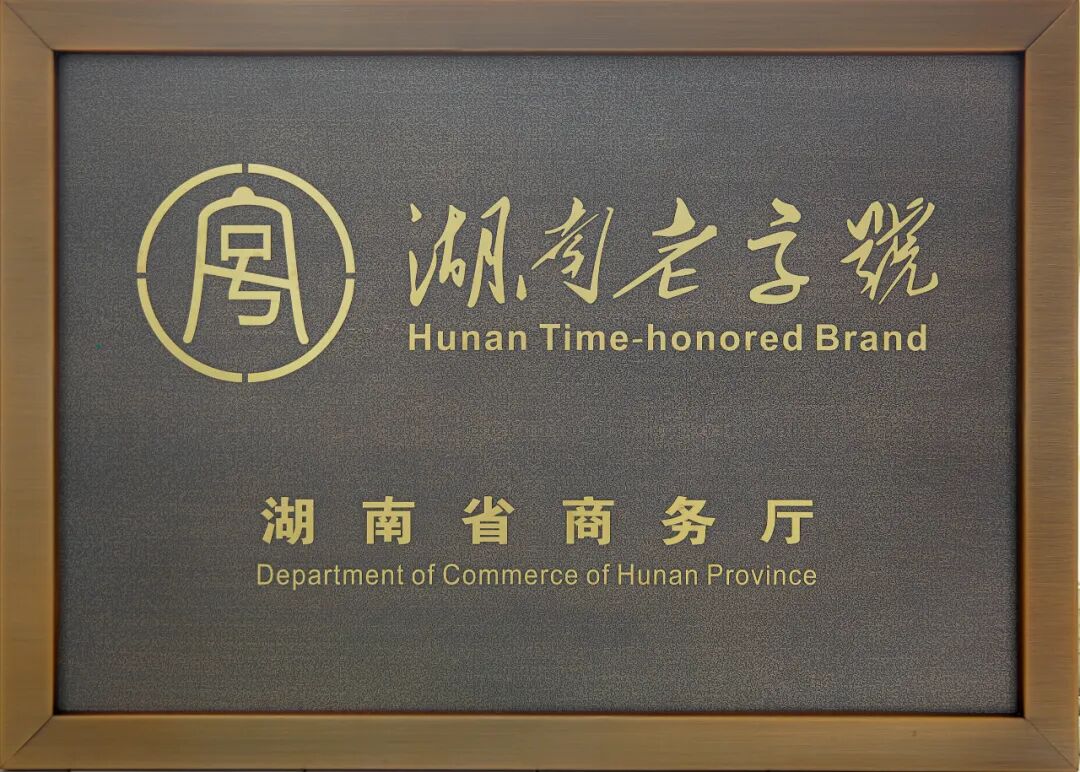 湖南老字號
Hunan Time-honored Brand
湖南省商务厅
Department of Commerce of Hunan Province